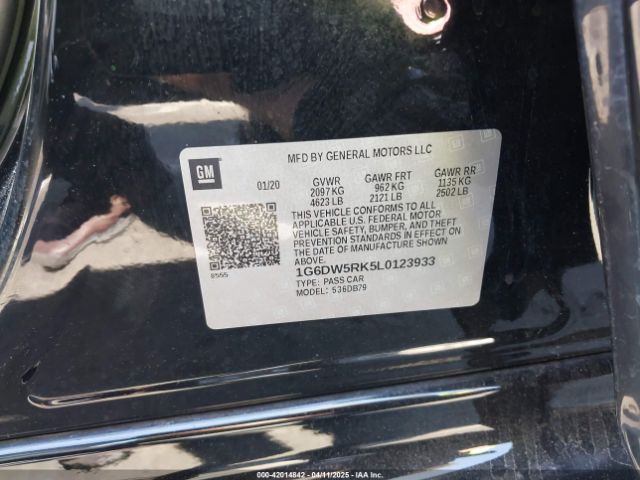 MFD BY GENERAL MOTORS LLC
GM
01/20
GVWR
2097 KG
4623 LB
GAWR FRT
962 KG
2121 LB
GAWR RR
1135 KG
2502 LB
THIS VEHICLE CONFORMS TO ALL
APPLICABLE U.S. FEDERAL MOTOR
VEHICLE SAFETY, BUMPER, AND THEFT
PREVENTION STANDARDS IN EFFECT ON
THE DATE OF MANUFACTURE SHOWN
ABOVE.
1G6DW5RK5L0123933
TYPE: PASS CAR
MODEL: 536DB79
8555
000-42014842 - 04/11/2025 - IAAI.COM